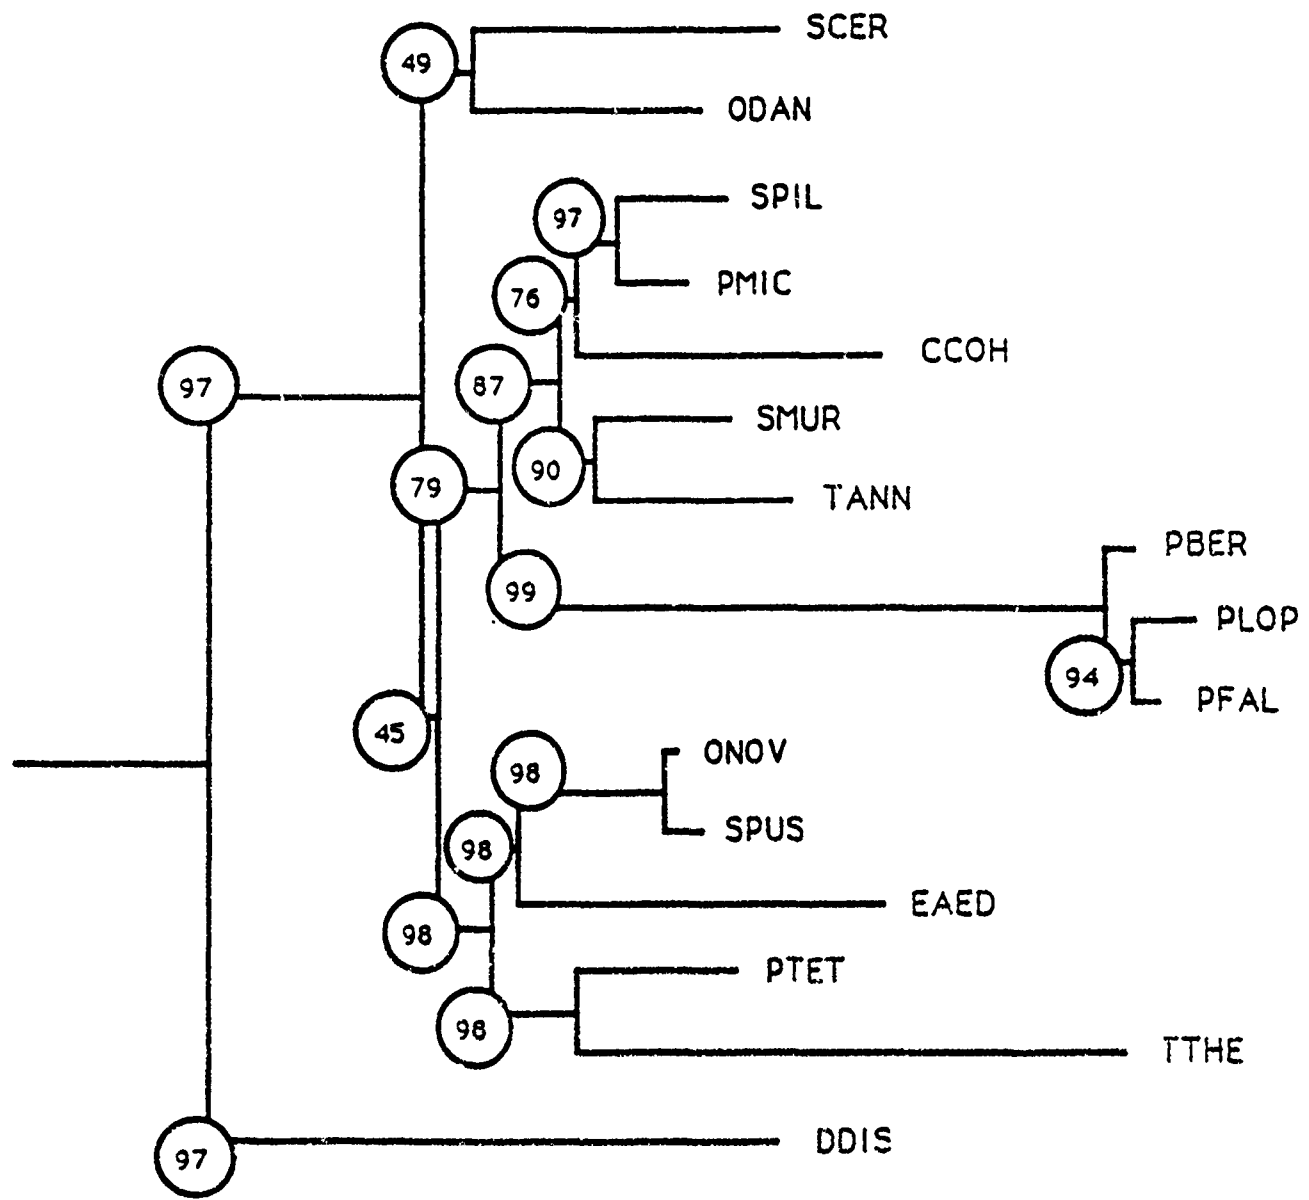 SCER
49
ODAN
SPIL
97
PMIC
76
CCOH
97
87
SMUR
90
79
TANN
PBER
99
PLOP
94
PFAL
45
ONOV
98
SPUS
98
EAED
98
PTET
98
TTHE
DDIS
97